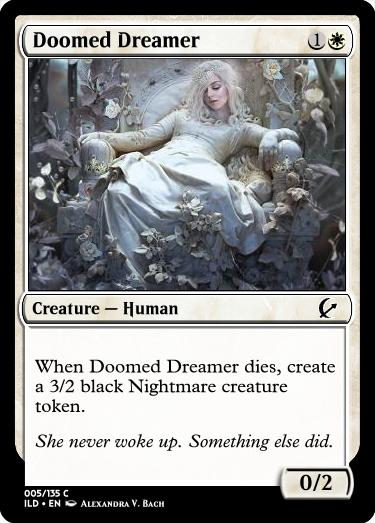 Doomed Dreamer 1
Creature — Human
When Doomed Dreamer dies, create
a 3/2 black Nightmare creature
token.
She never woke up. Something else did.
0/2
005/135 C
ILD • EN Alexandra V. Bach